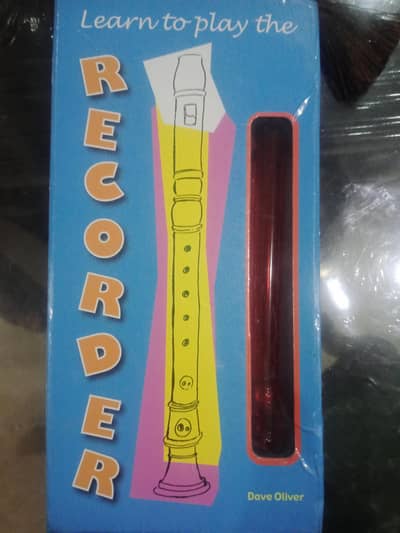 Learn to play the
RECORDER
Dave Oliver